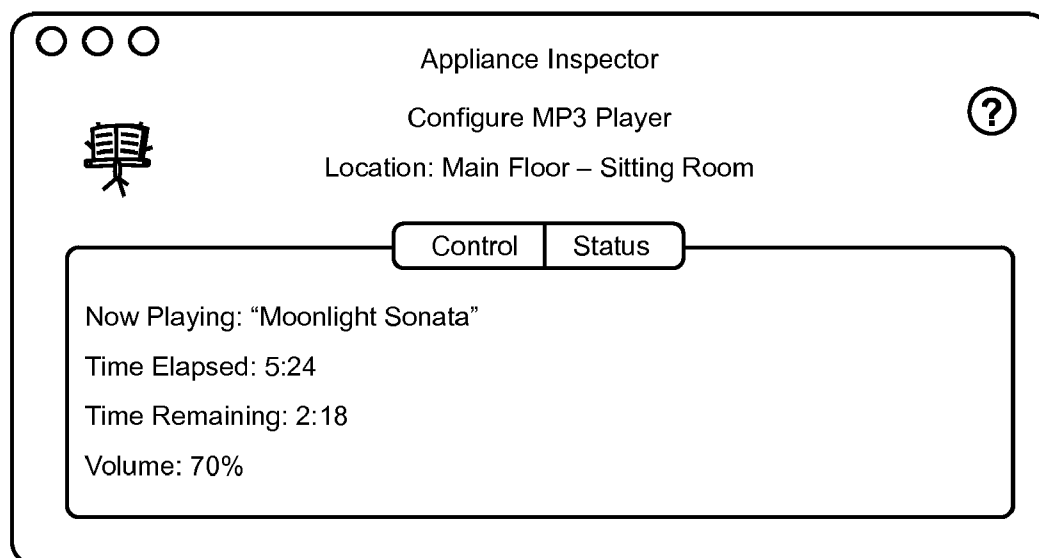 Appliance Inspector
Configure MP3 Player
?
Location: Main Floor – Sitting Room
Control Status
Now Playing: “Moonlight Sonata”
Time Elapsed: 5:24
Time Remaining: 2:18
Volume: 70%